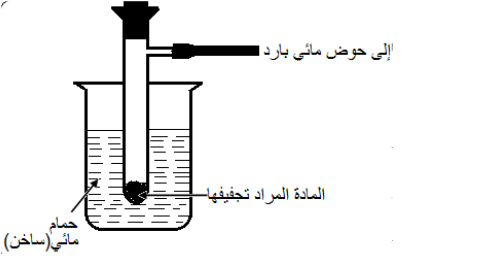 إلى حوض مائي بارد
المادة المراد تجفيفها
حمام
مائي(ساخن)